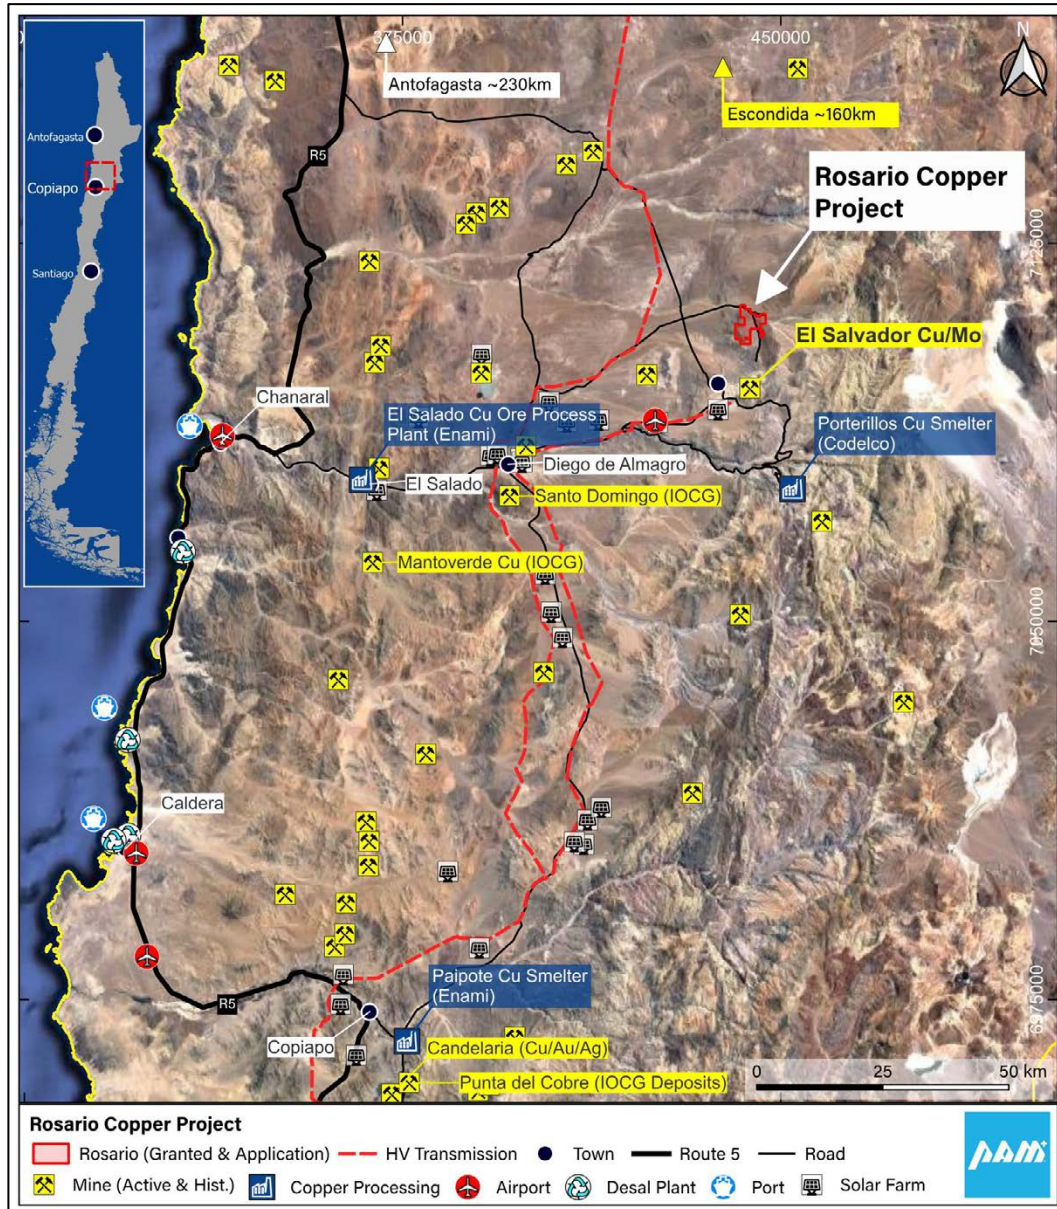 375000
450000
Antofagasta ~230km
Escondida ~160km
Antofagasta
Copiapo
Santiago
R5
Rosario Copper
Project
7125000
El Salvador Cu/Mo
Chanaral
El Salado Cu Ore Process
Plant (Enami)
Porterillos Cu Smelter
(Codelco)
Diego de Almagro
El Salado
Santo Domingo (IOCG)
Mantoverde Cu (IOCG)
7050000
Caldera
R5
Paipote Cu Smelter
(Enami)
6975000
Copiapo
Candelaria (Cu/Au/Ag)
Punta del Cobre (IOCG Deposits)
0 25 50 km
N
Rosario Copper Project
Rosario (Granted & Application) HV Transmission Town Route 5 Road
Mine (Active & Hist.) Copper Processing Airport Desal Plant Port Solar Farm
PAM